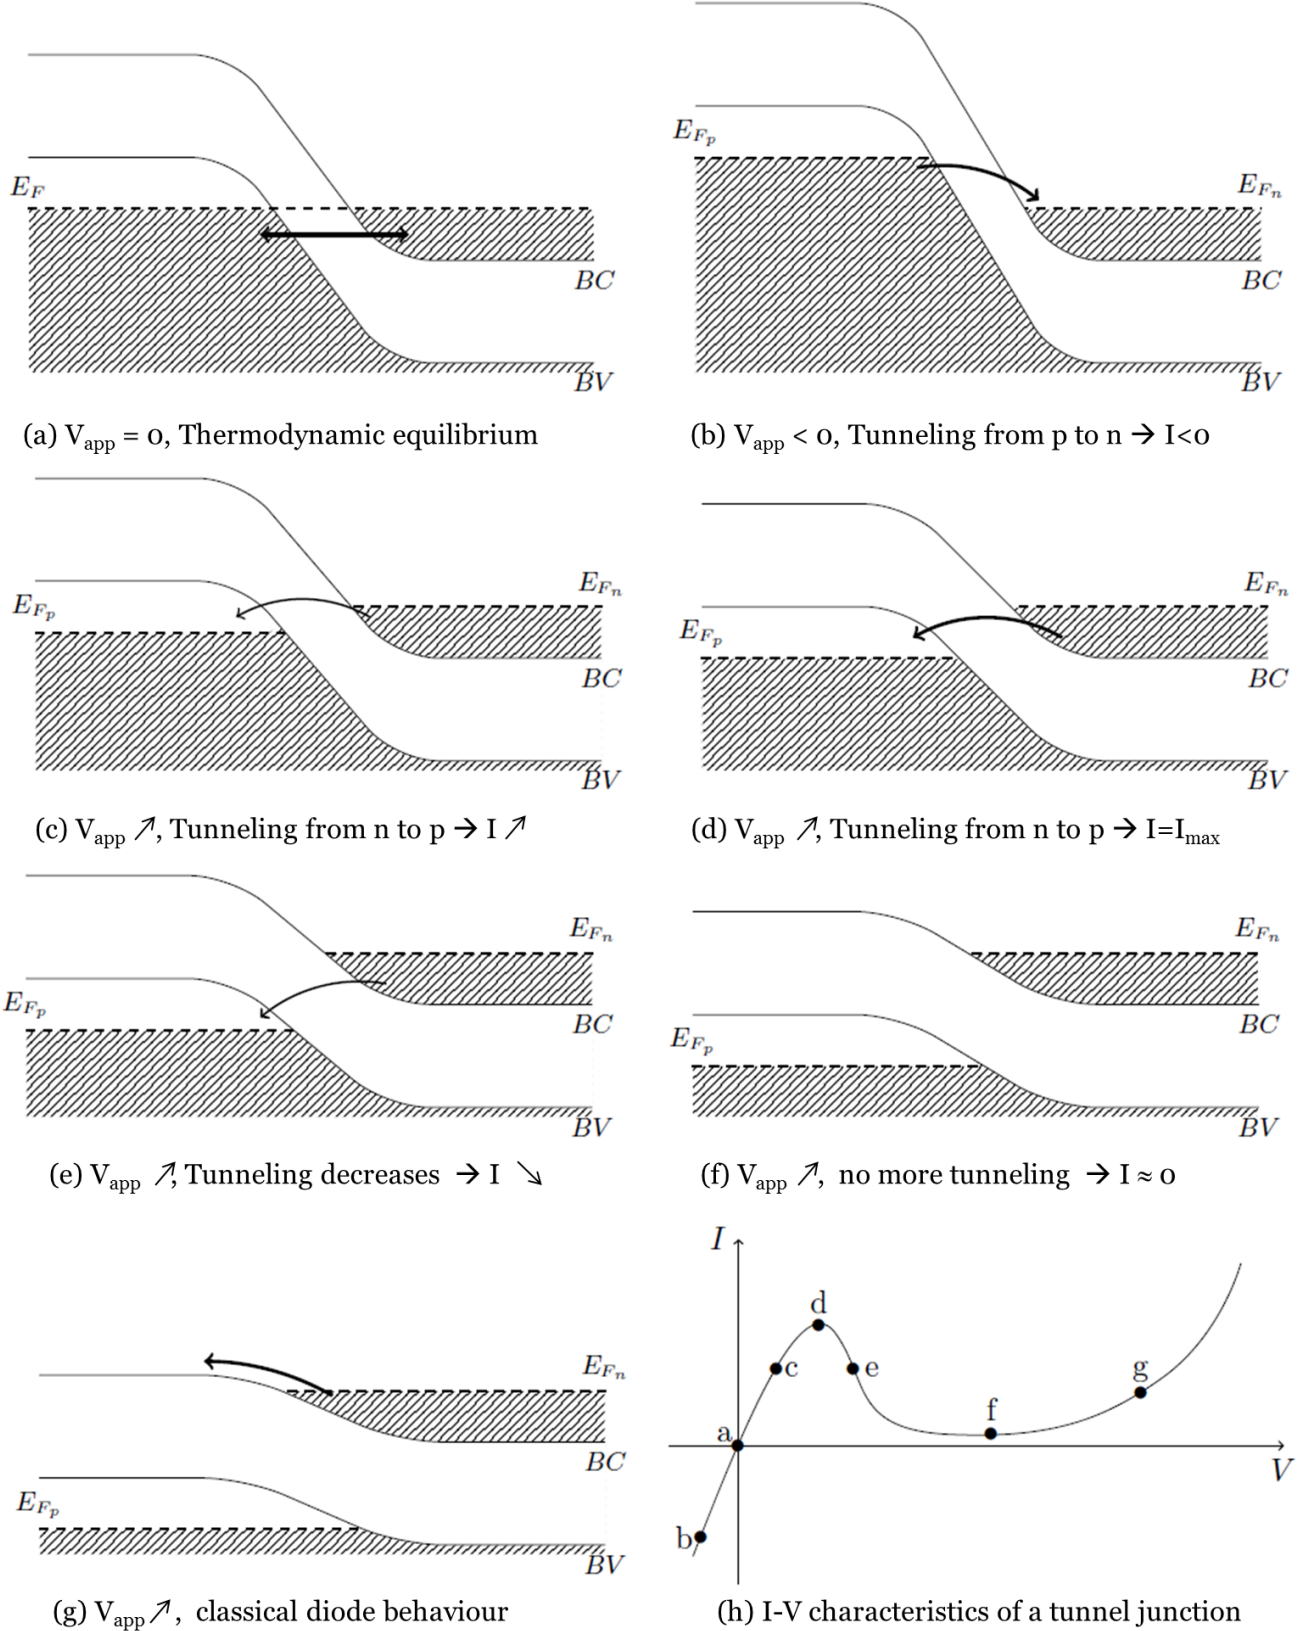 E_F
BC
BV
(a) V_app = 0, Thermodynamic equilibrium
E_Fp
E_Fn
BC
BV
(b) V_app < 0, Tunneling from p to n → I<0
E_Fp
E_Fn
BC
BV
(c) V_app ↗, Tunneling from n to p → I ↗
E_Fp
E_Fn
BC
BV
(d) V_app ↗, Tunneling from n to p → I=I_max
E_Fn
E_Fp
BC
BV
(e) V_app ↗, Tunneling decreases → I ↘
E_Fn
E_Fp
BC
BV
(f) V_app ↗, no more tunneling → I ≈ 0
E_Fn
BC
E_Fp
BV
(g) V_app ↗, classical diode behaviour
I
d
c
e
g
f
a
V
b
(h) I-V characteristics of a tunnel junction